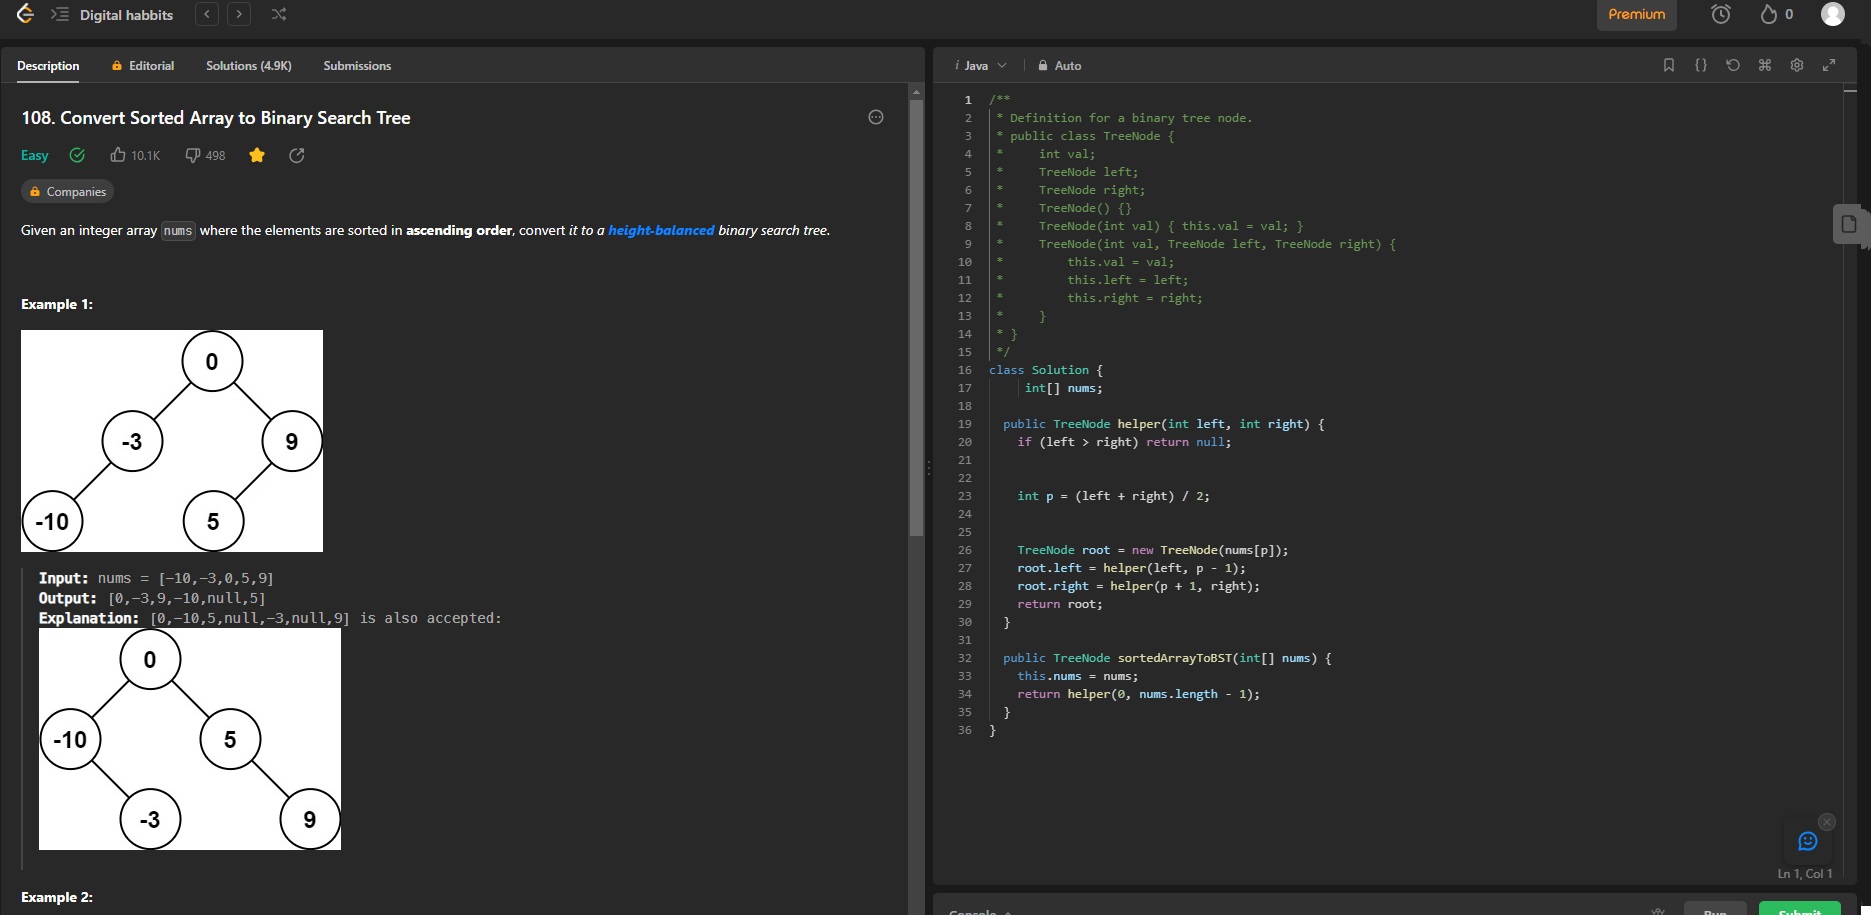 Digital habbits
Premium
0
Description
Editorial
Solutions (4.9K)
Submissions
108. Convert Sorted Array to Binary Search Tree
Easy
10.1K
498
Companies
Given an integer array nums where the elements are sorted in ascending order, convert it to a height-balanced binary search tree.
Example 1:
0
-3
9
-10
5
Input: nums = [-10,-3,0,5,9]
Output: [0,-3,9,-10,null,5]
Explanation: [0,-10,5,null,-3,null,9] is also accepted:
0
-10
5
-3
9
Example 2:
i Java
Auto
1 /**
2 * Definition for a binary tree node.
3 * public class TreeNode {
4 *     int val;
5 *     TreeNode left;
6 *     TreeNode right;
7 *     TreeNode() {}
8 *     TreeNode(int val) { this.val = val; }
9 *     TreeNode(int val, TreeNode left, TreeNode right) {
10 *         this.val = val;
11 *         this.left = left;
12 *         this.right = right;
13 *     }
14 * }
15 */
16 class Solution {
17     int[] nums;
18
19   public TreeNode helper(int left, int right) {
20     if (left > right) return null;
21
22
23     int p = (left + right) / 2;
24
25
26     TreeNode root = new TreeNode(nums[p]);
27     root.left = helper(left, p - 1);
28     root.right = helper(p + 1, right);
29     return root;
30   }
31
32   public TreeNode sortedArrayToBST(int[] nums) {
33     this.nums = nums;
34     return helper(0, nums.length - 1);
35   }
36 }
Ln 1, Col 1
Console
Run
Submit